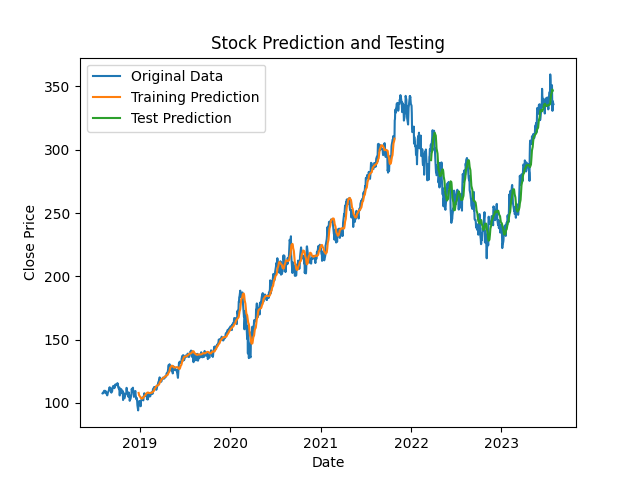 Stock Prediction and Testing
Original Data
Training Prediction
Test Prediction
Close Price
350
300
250
200
150
100
2019 2020 2021 2022 2023
Date